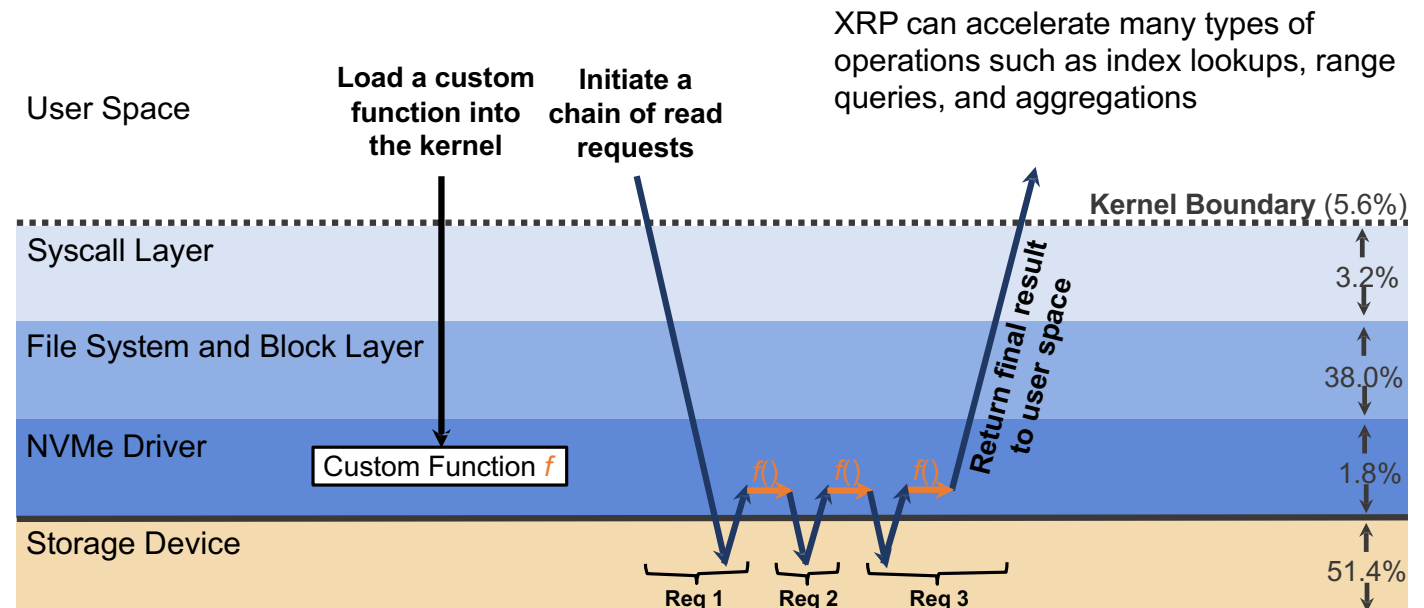 XRP can accelerate many types of
operations such as index lookups, range
queries, and aggregations
User Space
Load a custom
function into
the kernel
Initiate a
chain of read
requests
Kernel Boundary (5.6%)
Syscall Layer
3.2%
File System and Block Layer
38.0%
Return final result
to user space
NVMe Driver
Custom Function f
f()
f()
f()
1.8%
Storage Device
51.4%
Req 1
Req 2
Req 3